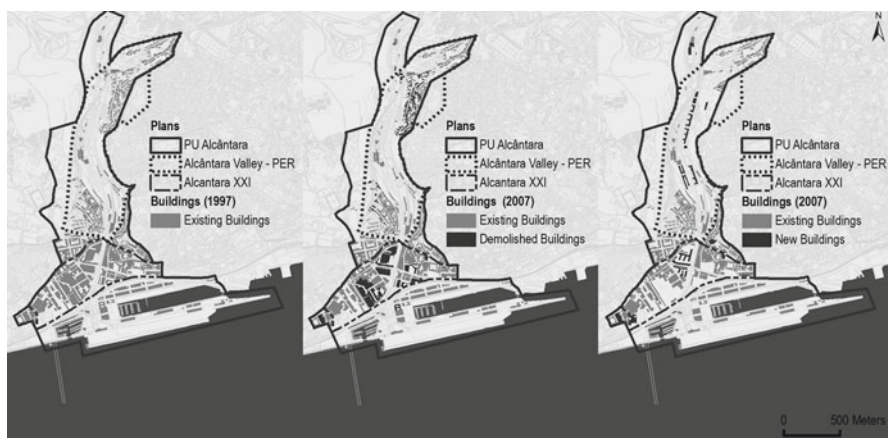 Plans
PU Alcântara
Alcântara Valley - PER
Alcantara XXI
Buildings (1997)
Existing Buildings
Plans
PU Alcântara
Alcântara Valley - PER
Alcantara XXI
Buildings (2007)
Existing Buildings
Demolished Buildings
N
Plans
PU Alcântara
Alcântara Valley - PER
Alcantara XXI
Buildings (2007)
Existing Buildings
New Buildings
0 500 Meters